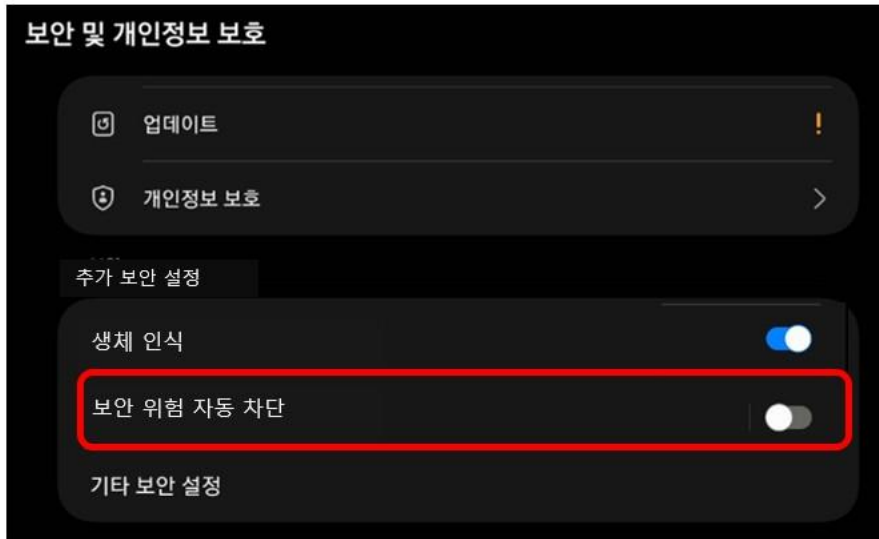 보안 및 개인정보 보호
업데이트
개인정보 보호
추가 보안 설정
생체 인식
보안 위험 자동 차단
기타 보안 설정